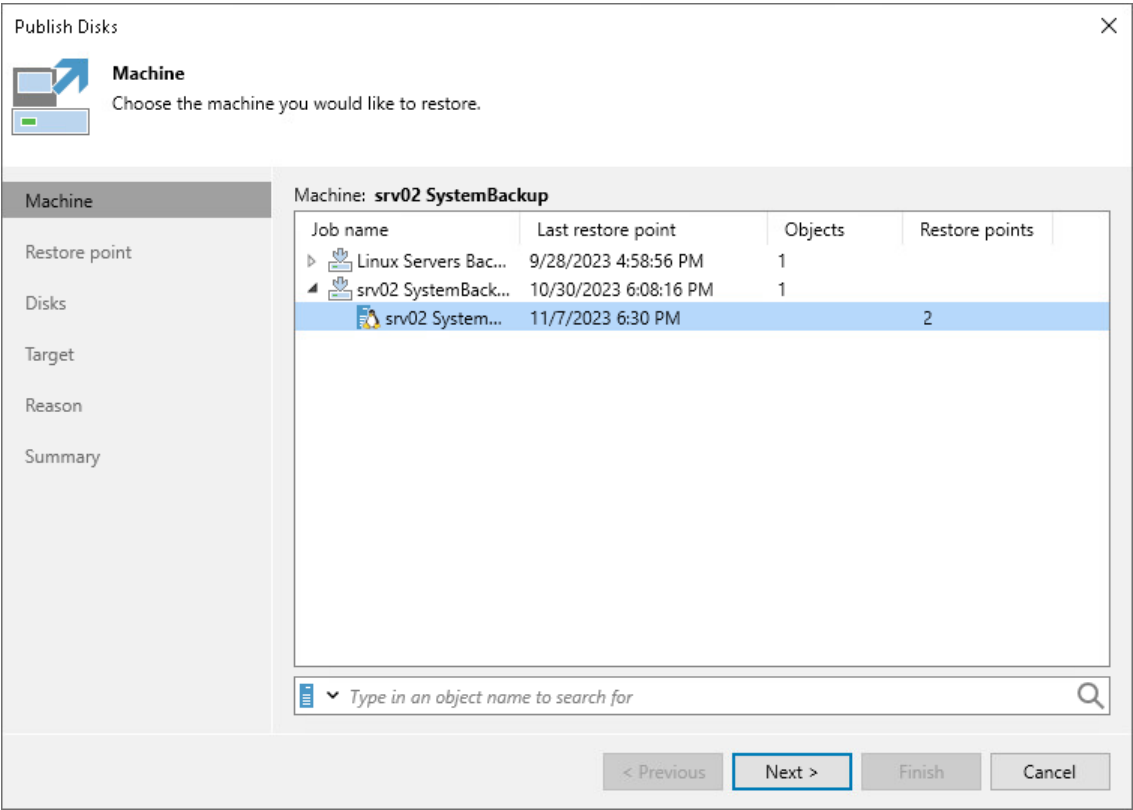 Publish Disks
Machine
Choose the machine you would like to restore.
Machine
Restore point
Disks
Target
Reason
Summary
Machine: srv02 SystemBackup
Job name Last restore point Objects Restore points
Linux Servers Bac... 9/28/2023 4:58:56 PM 1
srv02 SystemBack... 10/30/2023 6:08:16 PM 1
srv02 System... 11/7/2023 6:30 PM 2
Type in an object name to search for
< Previous Next > Finish Cancel